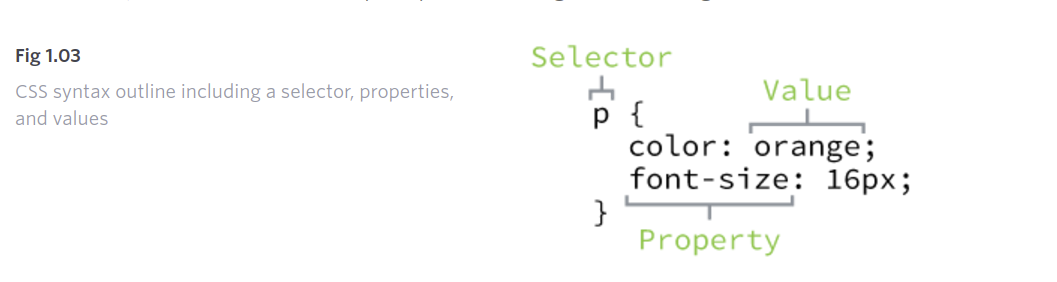 Fig 1.03
CSS syntax outline including a selector, properties,
and values
Selector
Value
p {
color: orange;
font-size: 16px;
}
Property